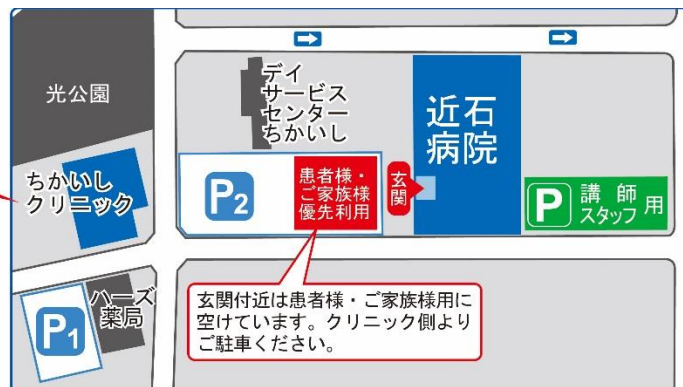 光公園
ちかいし
クリニック
デイ
サービス
センター
ちかいし
近石
病院
P2
患者様・
ご家族様
優先利用
玄関
P
講師
スタッフ
用
P1
ハーズ
薬局
玄関付近は患者様・ご家族様用に
空けています。クリニック側より
ご駐車ください。